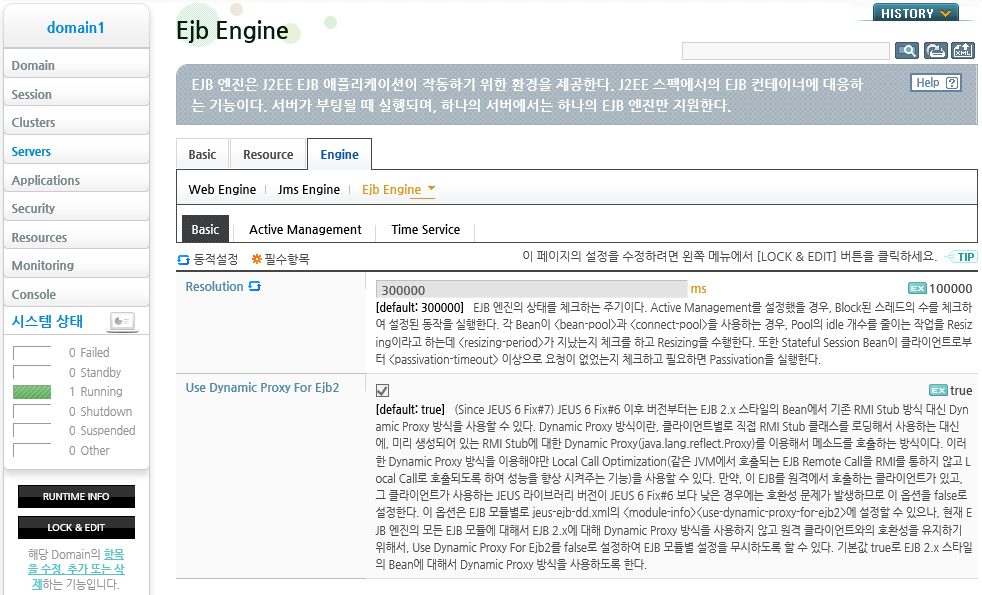 domain1
Domain
Session
Clusters
Servers
Applications
Security
Resources
Monitoring
Console
시스템 상태
0 Failed
0 Standby
1 Running
0 Shutdown
0 Suspended
0 Other
RUNTIME INFO
LOCK & EDIT
해당 Domain의 항목
을 수정, 추가 또는 삭
제하는 기능입니다.
HISTORY
Ejb Engine
XML
EJB 엔진은 J2EE EJB 애플리케이션이 작동하기 위한 환경을 제공한다. J2EE 스팩에서의 EJB 컨테이너에 대응하
는 기능이다. 서버가 부팅될 때 실행되며, 하나의 서버에서는 하나의 EJB 엔진만 지원한다.
Help ?
Basic Resource Engine
Web Engine Jms Engine Ejb Engine
Basic Active Management Time Service
동적설정 필수항목 이 페이지의 설정을 수정하려면 왼쪽 메뉴에서 [LOCK & EDIT] 버튼을 클릭하세요. TIP
Resolution 300000 ms EX 100000
[default: 300000] EJB 엔진의 상태를 체크하는 주기이다. Active Management를 설정했을 경우, Block된 스레드의 수를 체크하
여 설정된 동작을 실행한다. 각 Bean이 <bean-pool>과 <connect-pool>을 사용하는 경우, Pool의 idle 개수를 줄이는 작업을 Resiz
ing이라고 하는데 <resizing-period>가 지났는지 체크를 하고 Resizing을 수행한다. 또한 Stateful Session Bean이 클라이언트로부
터 <passivation-timeout> 이상으로 요청이 없었는지 체크하고 필요하면 Passivation을 실행한다.
Use Dynamic Proxy For Ejb2 EX true
[default: true] (Since JEUS 6 Fix#7) JEUS 6 Fix#6 이후 버전부터는 EJB 2.x 스타일의 Bean에서 기존 RMI Stub 방식 대신 Dyn
amic Proxy 방식을 사용할 수 있다. Dynamic Proxy 방식이란, 클라이언트별로 직접 RMI Stub 클래스를 로딩해서 사용하는 대신
에, 미리 생성되어 있는 RMI Stub에 대한 Dynamic Proxy(java.lang.reflect.Proxy)를 이용해서 메소드를 호출하는 방식이다. 이러
한 Dynamic Proxy 방식을 이용해야만 Local Call Optimization(같은 JVM에서 호출되는 EJB Remote Call을 RMI를 통하지 않고 L
ocal Call로 호출되도록 하여 성능을 향상 시켜주는 기능)을 사용할 수 있다. 만약, 이 EJB를 원격에서 호출하는 클라이언트가 있고,
그 클라이언트가 사용하는 JEUS 라이브러리 버전이 JEUS 6 Fix#6 보다 낮은 경우에는 호환성 문제가 발생하므로 이 옵션을 false로
설정한다. 이 옵션은 EJB 모듈별로 jeus-ejb-dd.xml의 <module-info><use-dynamic-proxy-for-ejb2>에 설정할 수 있으나, 현재 E
JB 엔진의 모든 EJB 모듈에 대해서 EJB 2.x에 대해 Dynamic Proxy 방식을 사용하지 않고 원격 클라이언트와의 호환성을 유지하기
위해서, Use Dynamic Proxy For Ejb2를 false로 설정하여 EJB 모듈별 설정을 무시하도록 할 수 있다. 기본값 true로 EJB 2.x 스타일
의 Bean에 대해서 Dynamic Proxy 방식을 사용하도록 한다.